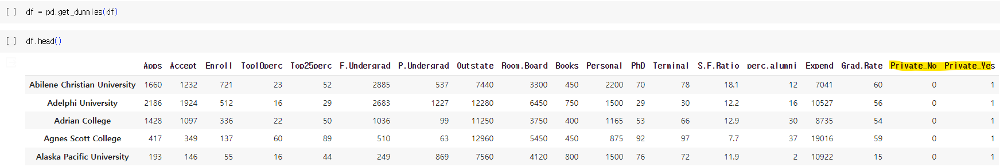 [ ] df = pd.get_dummies(df)
[ ] df.head()
Apps Accept Enroll Top10perc Top25perc F.Undergrad P.Undergrad Outstate Room.Board Books Personal PhD Terminal S.F.Ratio perc.alumni Expend Grad.Rate Private_No Private_Yes
Abilene Christian University 1660 1232 721 23 52 2885 537 7440 3300 450 2200 70 78 18.1 12 7041 60 0 1
Adelphi University 2186 1924 512 16 29 2683 1227 12280 6450 750 1500 29 30 12.2 16 10527 56 0 1
Adrian College 1428 1097 336 22 50 1036 99 11250 3750 400 1165 53 66 12.9 30 8735 54 0 1
Agnes Scott College 417 349 137 60 89 510 63 12960 5450 450 875 92 97 7.7 37 19016 59 0 1
Alaska Pacific University 193 146 55 16 44 249 869 7560 4120 800 1500 76 72 11.9 2 10922 15 0 1